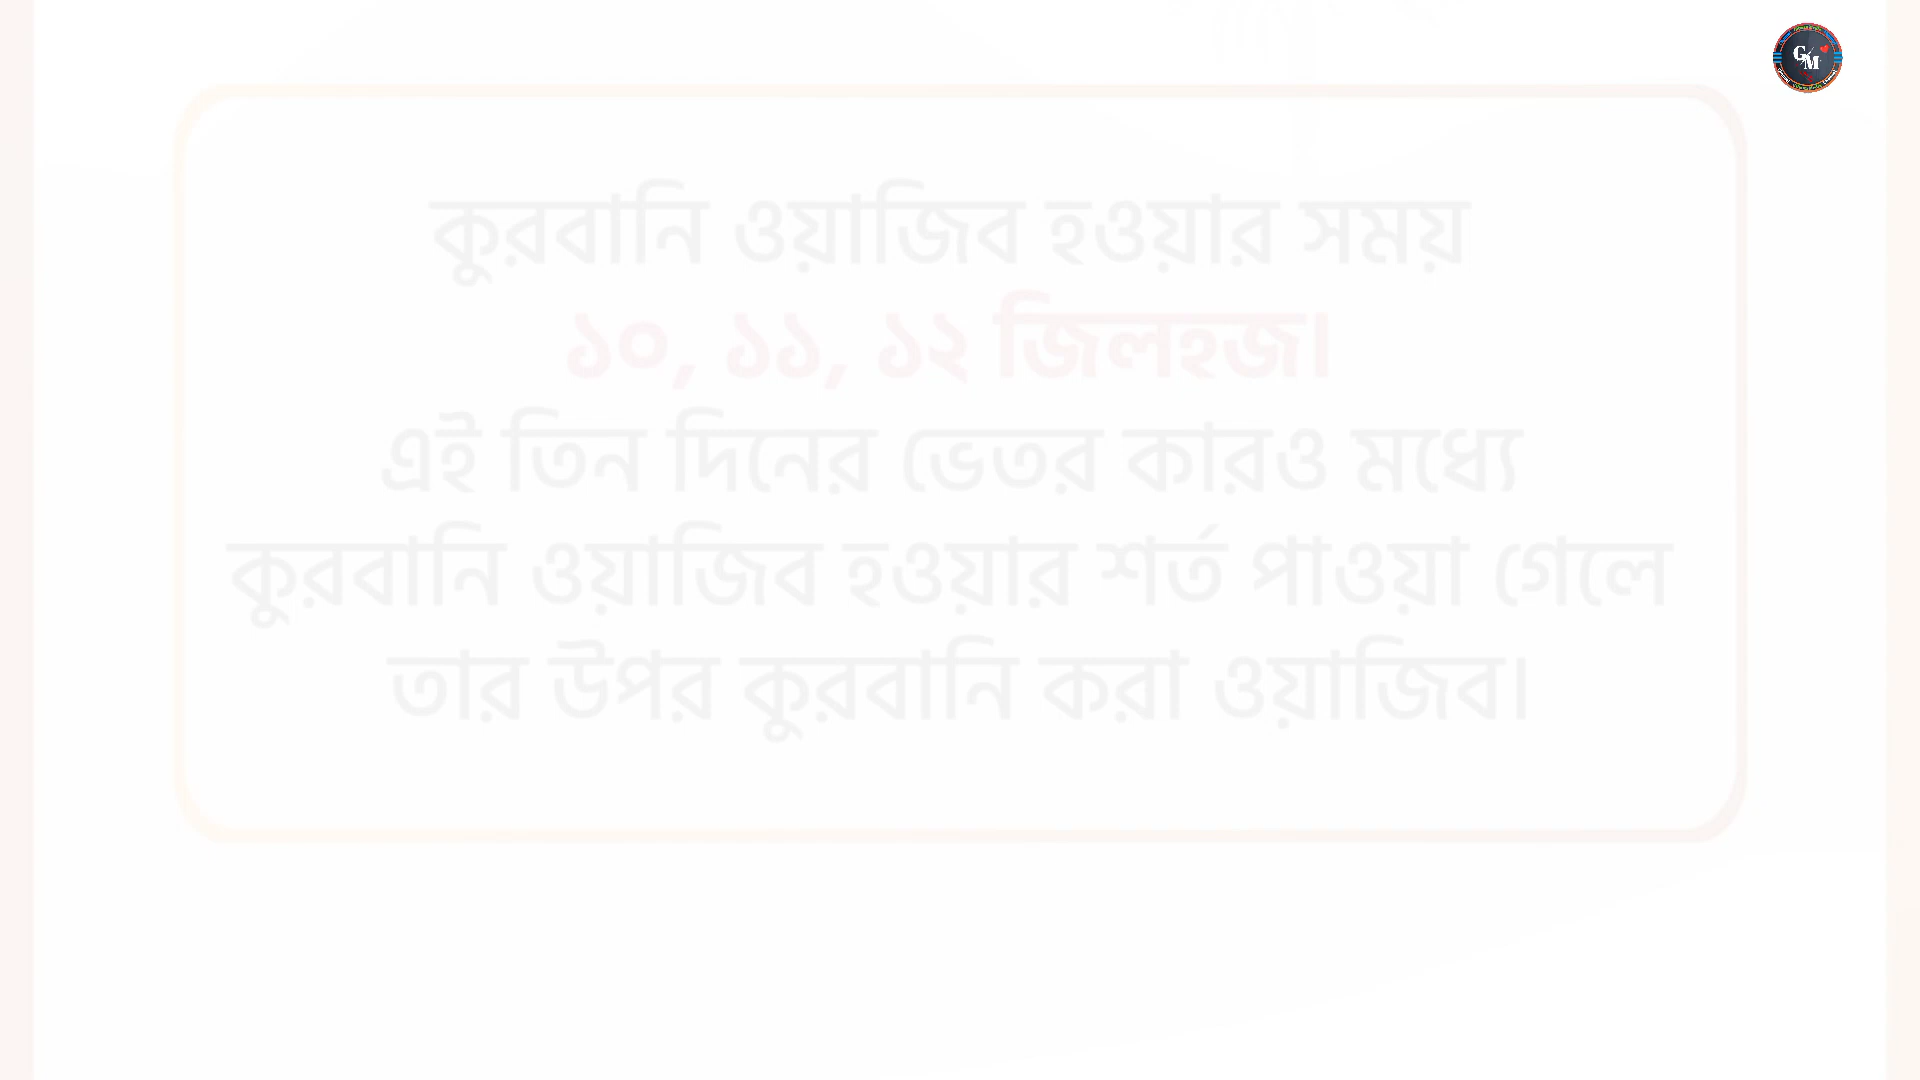 কুরবানি ওয়াজিব হওয়ার সময়
১০, ১১, ১২ জিলহজ।
এই তিন দিনের ভেতর কারও মধ্যে
কুরবানি ওয়াজিব হওয়ার শর্ত পাওয়া গেলে
তার উপর কুরবানি করা ওয়াজিব।
GM